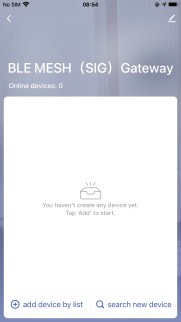 No SIM 08:54
BLE MESH（SIG）Gateway
Online devices: 0
You haven't create any device yet.
Tap 'Add' to start.
add device by list search new device